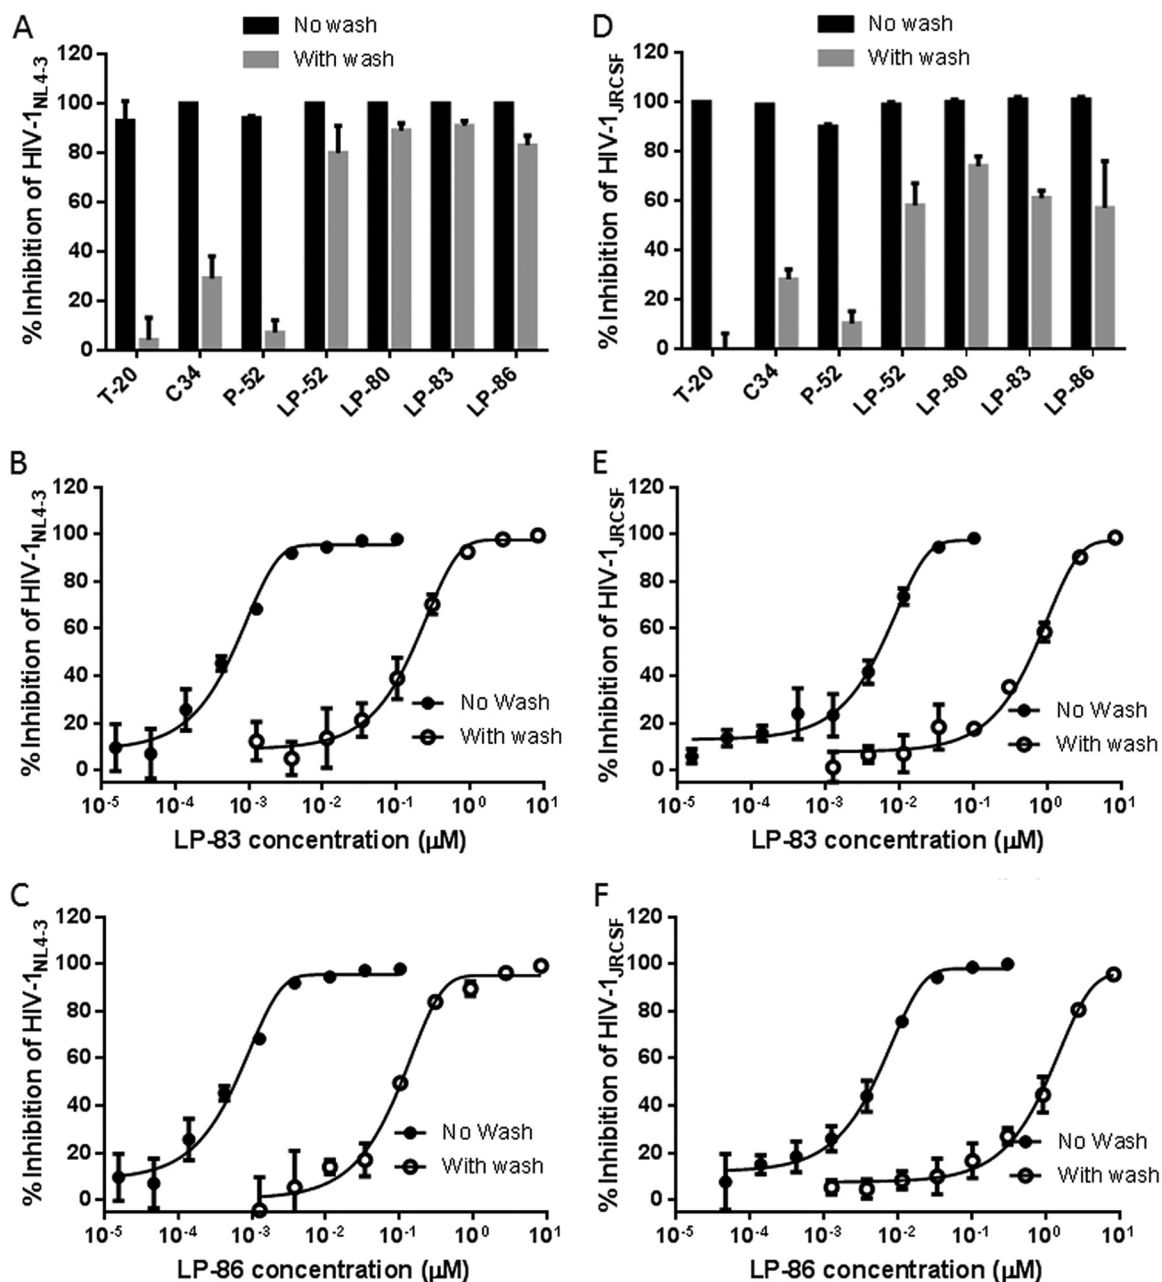 A
No wash
With wash
% Inhibition of HIV-1NL4-3
120
100
80
60
40
20
0
T-20
C34
P-52
LP-52
LP-80
LP-83
LP-86
D
No wash
With wash
% Inhibition of HIV-1JRCSF
120
100
80
60
40
20
0
T-20
C34
P-52
LP-52
LP-80
LP-83
LP-86
B
% Inhibition of HIV-1NL4-3
120
100
80
60
40
20
0
No Wash
With wash
10-5 10-4 10-3 10-2 10-1 100 101
LP-83 concentration (µM)
E
% Inhibition of HIV-1JRCSF
120
100
80
60
40
20
0
No Wash
With wash
10-5 10-4 10-3 10-2 10-1 100 101
LP-83 concentration (µM)
C
% Inhibition of HIV-1NL4-3
120
100
80
60
40
20
0
No Wash
With wash
10-5 10-4 10-3 10-2 10-1 100 101
LP-86 concentration (µM)
F
% Inhibition of HIV-1JRCSF
120
100
80
60
40
20
0
No Wash
With wash
10-5 10-4 10-3 10-2 10-1 100 101
LP-86 concentration (µM)